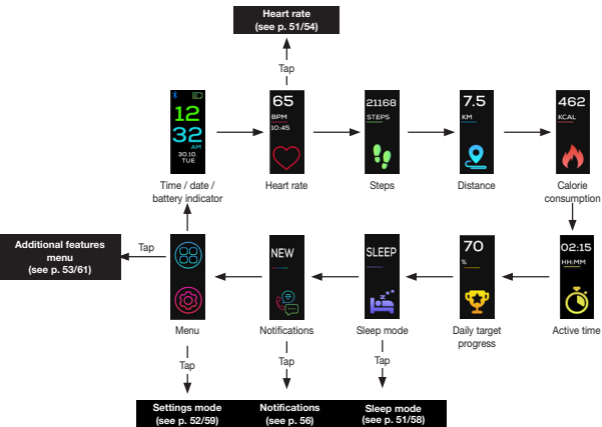 Heart rate
(see p. 51/54)
Tap
12
32
AM
30.10.
TUE
65
BPM
10:45
21168
STEPS
7.5
KM
462
KCAL
Time / date /
battery indicator
Heart rate
Steps
Distance
Calorie
consumption
Additional features
menu
(see p. 53/61)
Tap
NEW
SLEEP
70
%
02:15
HH:MM
Menu
Notifications
Sleep mode
Daily target
progress
Active time
Tap
Tap
Tap
Settings mode
(see p. 52/59)
Notifications
(see p. 56)
Sleep mode
(see p. 51/58)